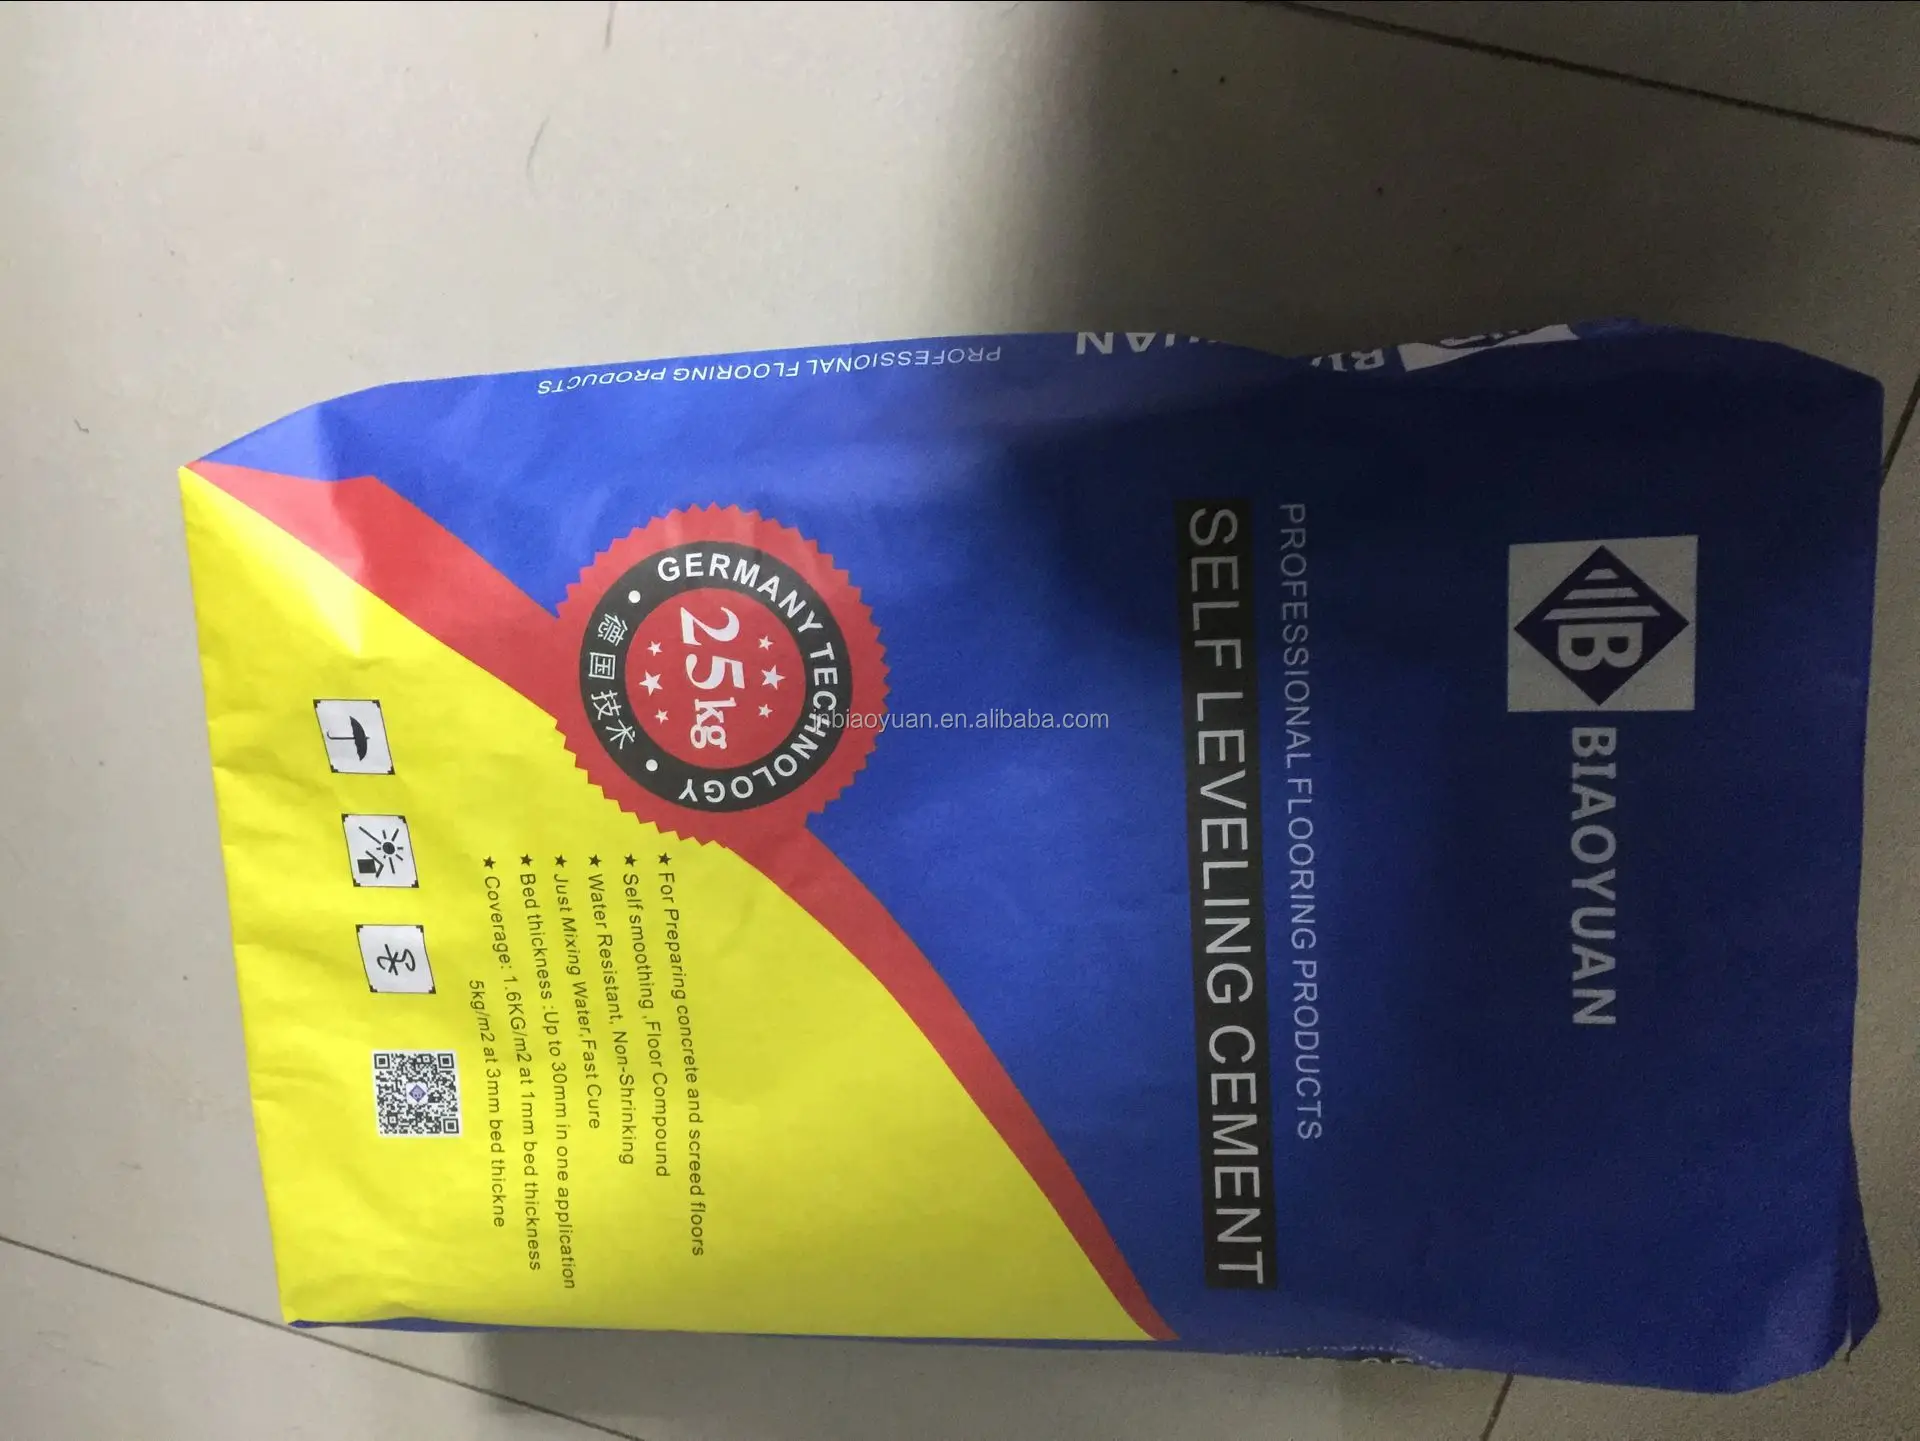 B
BIAOYUAN
PROFESSIONAL FLOORING PRODUCTS
SELF LEVELING CEMENT
GERMANY TECHNOLOGY
25kg
德国技术
★ For Preparing concrete and screed floors
★ Self smoothing ,Floor Compound
★ Water Resistant, Non-Shrinking
★ Just Mixing Water,Fast Cure
★ Bed thickness :Up to 30mm in one application
★ Coverage: 1.6KG/m2 at 1mm bed thickness
5kg/m2 at 3mm bed thickne
PROFESSIONAL FLOORING PRODUCTS
jnbiaoyuan.en.alibaba.com